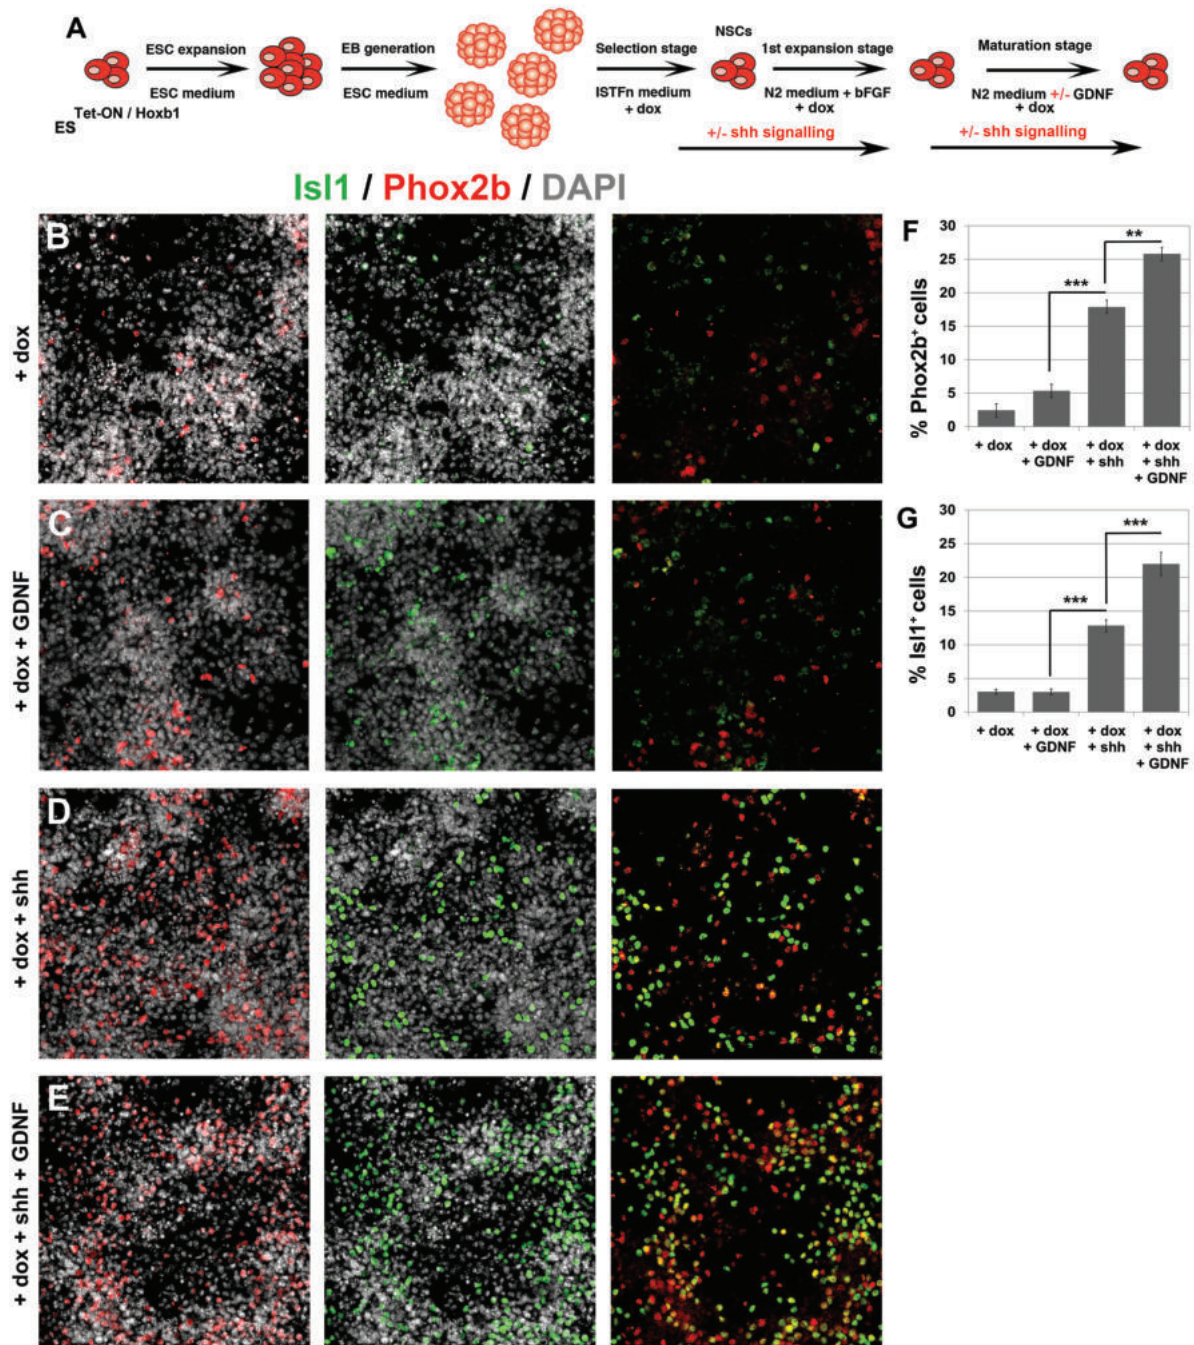 A
ESC expansion
ESC medium
ES Tet-ON / Hoxb1
EB generation
ESC medium
Selection stage
ISTFn medium
+ dox
NSCs
1st expansion stage
N2 medium + bFGF
+ dox
+/- shh signalling
Maturation stage
N2 medium +/- GDNF
+ dox
+/- shh signalling
Isl1 / Phox2b / DAPI
B
+ dox
C
+ dox + GDNF
D
+ dox + shh
E
+ dox + shh + GDNF
F
% Phox2b+ cells
30
25
20
15
10
5
0
***
**
+ dox
+ dox
+ GDNF
+ dox
+ shh
+ dox
+ shh
+ GDNF
G
% Isl1+ cells
30
25
20
15
10
5
0
***
***
+ dox
+ dox
+ GDNF
+ dox
+ shh
+ dox
+ shh
+ GDNF